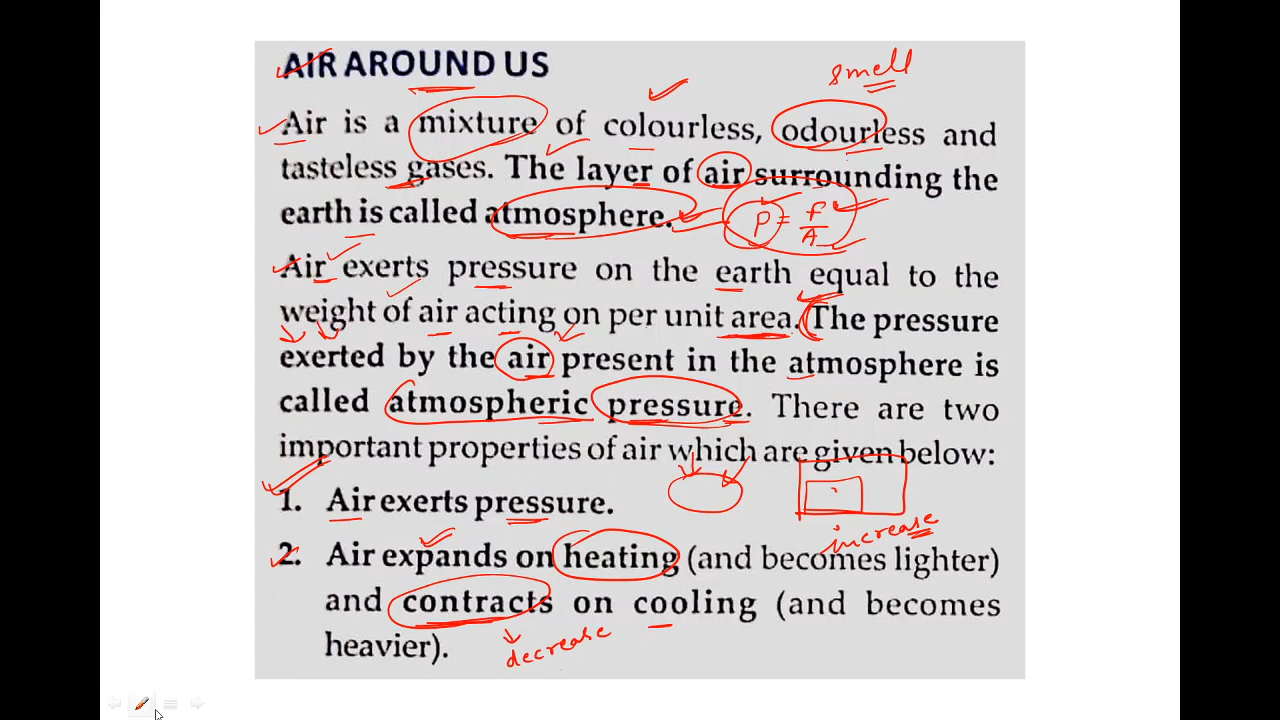 AIR AROUND US
smell
Air is a mixture of colourless, odourless and
tasteless gases. The layer of air surrounding the
earth is called atmosphere.
P = F/A
Air exerts pressure on the earth equal to the
weight of air acting on per unit area. The pressure
exerted by the air present in the atmosphere is
called atmospheric pressure. There are two
important properties of air which are given below:
1. Air exerts pressure.
increase
2. Air expands on heating (and becomes lighter)
and contracts on cooling (and becomes
heavier).
decrease